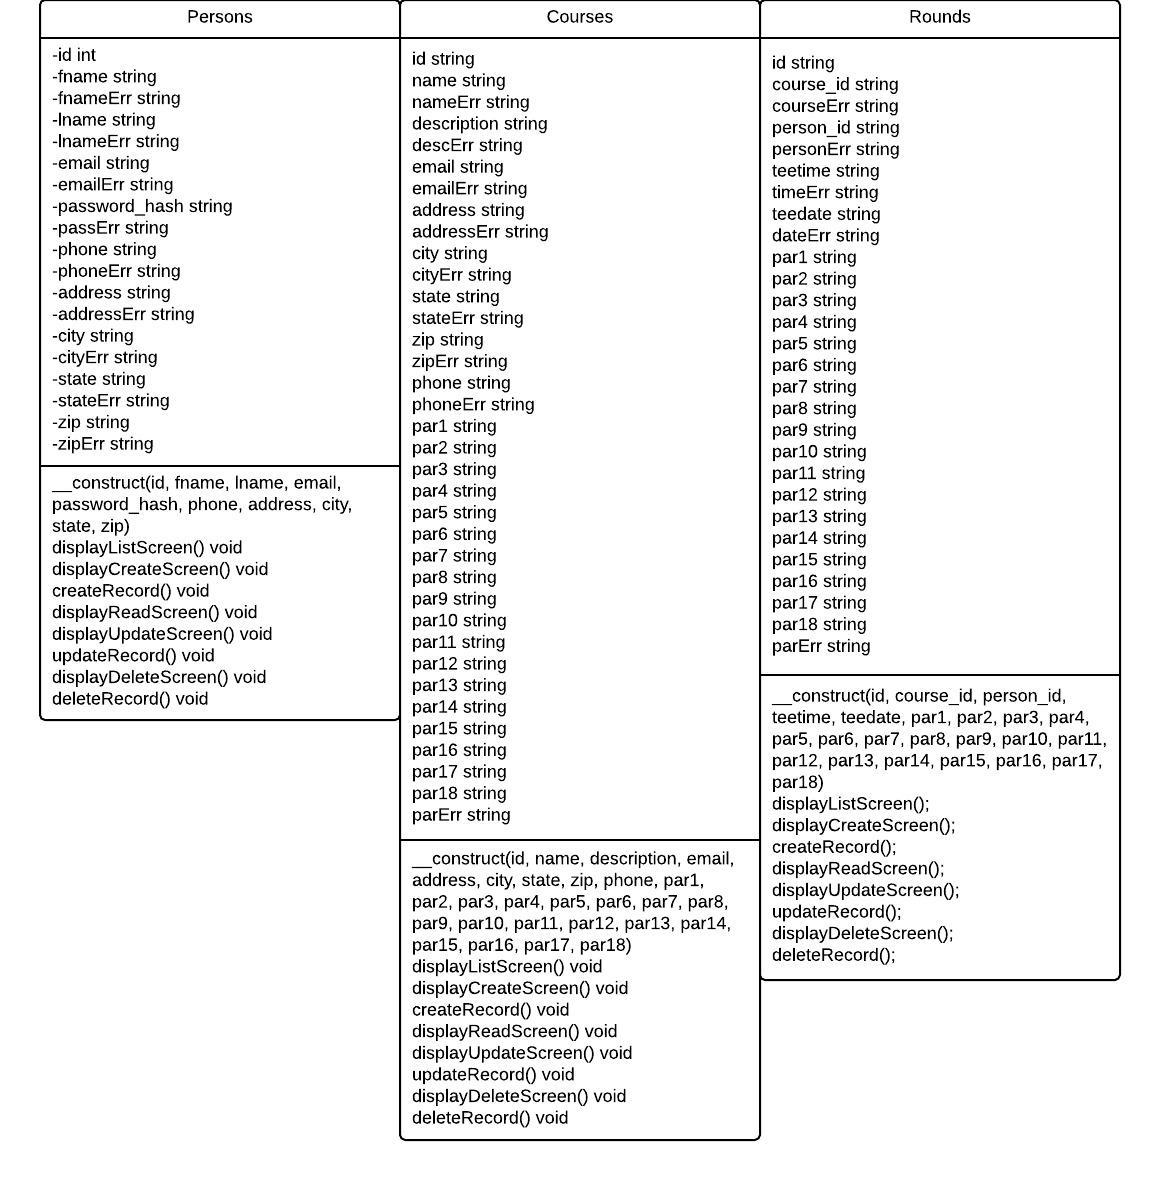 Persons
-id int
-fname string
-fnameErr string
-lname string
-lnameErr string
-email string
-emailErr string
-password_hash string
-passErr string
-phone string
-phoneErr string
-address string
-addressErr string
-city string
-cityErr string
-state string
-stateErr string
-zip string
-zipErr string
__construct(id, fname, lname, email,
password_hash, phone, address, city,
state, zip)
displayListScreen() void
displayCreateScreen() void
createRecord() void
displayReadScreen() void
displayUpdateScreen() void
updateRecord() void
displayDeleteScreen() void
deleteRecord() void
Courses
id string
name string
nameErr string
description string
descErr string
email string
emailErr string
address string
addressErr string
city string
cityErr string
state string
stateErr string
zip string
zipErr string
phone string
phoneErr string
par1 string
par2 string
par3 string
par4 string
par5 string
par6 string
par7 string
par8 string
par9 string
par10 string
par11 string
par12 string
par13 string
par14 string
par15 string
par16 string
par17 string
par18 string
parErr string
__construct(id, name, description, email,
address, city, state, zip, phone, par1,
par2, par3, par4, par5, par6, par7, par8,
par9, par10, par11, par12, par13, par14,
par15, par16, par17, par18)
displayListScreen() void
displayCreateScreen() void
createRecord() void
displayReadScreen() void
displayUpdateScreen() void
updateRecord() void
displayDeleteScreen() void
deleteRecord() void
Rounds
id string
course_id string
courseErr string
person_id string
personErr string
teetime string
timeErr string
teedate string
dateErr string
par1 string
par2 string
par3 string
par4 string
par5 string
par6 string
par7 string
par8 string
par9 string
par10 string
par11 string
par12 string
par13 string
par14 string
par15 string
par16 string
par17 string
par18 string
parErr string
__construct(id, course_id, person_id,
teetime, teedate, par1, par2, par3, par4,
par5, par6, par7, par8, par9, par10, par11,
par12, par13, par14, par15, par16, par17,
par18)
displayListScreen();
displayCreateScreen();
createRecord();
displayReadScreen();
displayUpdateScreen();
updateRecord();
displayDeleteScreen();
deleteRecord();